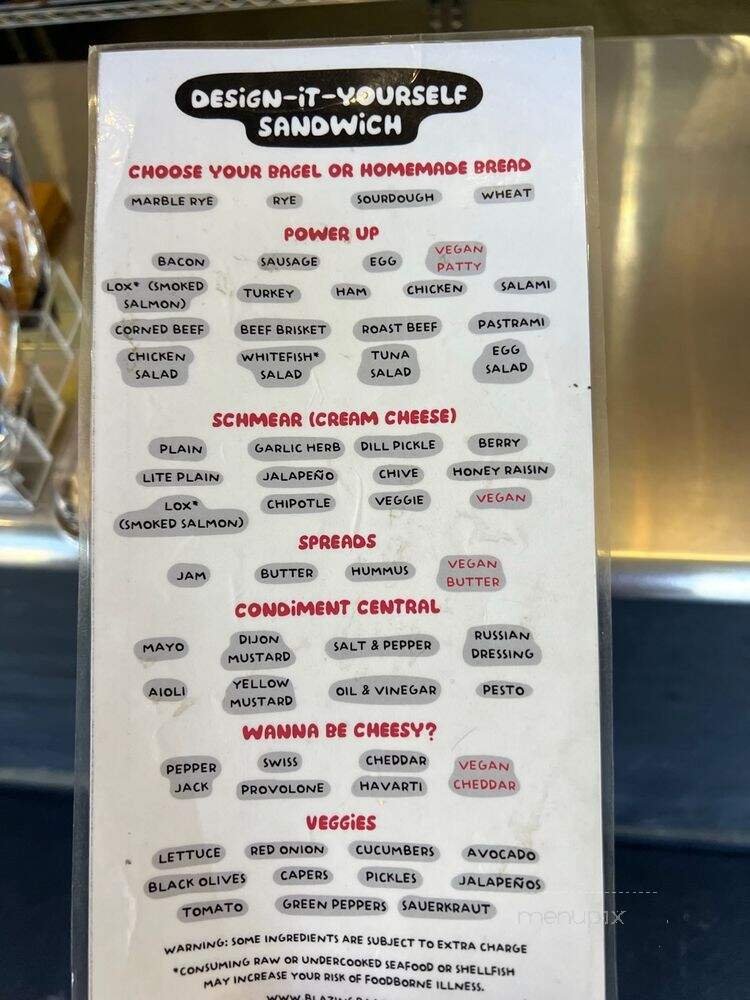 DESiGN-iT-YOURSELF
SANDWiCH
CHOOSE YOUR BAGEL OR HOMEMADE BREAD
MARBLE RYE RYE SOURDOUGH WHEAT
POWER UP
BACON SAUSAGE EGG VEGAN PATTY
LOX* (SMOKED SALMON) TURKEY HAM CHICKEN SALAMI
CORNED BEEF BEEF BRISKET ROAST BEEF PASTRAMI
CHICKEN SALAD WHITEFISH* SALAD TUNA SALAD EGG SALAD
SCHMEAR (CREAM CHEESE)
PLAIN GARLIC HERB DILL PICKLE BERRY
LITE PLAIN JALAPEÑO CHIVE HONEY RAISIN
LOX* (SMOKED SALMON) CHIPOTLE VEGGIE VEGAN
SPREADS
JAM BUTTER HUMMUS VEGAN BUTTER
CONDiMENT CENTRAL
MAYO DIJON MUSTARD SALT & PEPPER RUSSIAN DRESSING
AIOLI YELLOW MUSTARD OIL & VINEGAR PESTO
WANNA BE CHEESY?
PEPPER JACK SWISS CHEDDAR VEGAN CHEDDAR
PROVOLONE HAVARTI
VEGGiES
LETTUCE RED ONION CUCUMBERS AVOCADO
BLACK OLIVES CAPERS PICKLES JALAPEÑOS
TOMATO GREEN PEPPERS SAUERKRAUT
WARNING: SOME INGREDIENTS ARE SUBJECT TO EXTRA CHARGE
*CONSUMING RAW OR UNDERCOOKED SEAFOOD OR SHELLFISH
MAY INCREASE YOUR RISK OF FOODBORNE ILLNESS.
menupix